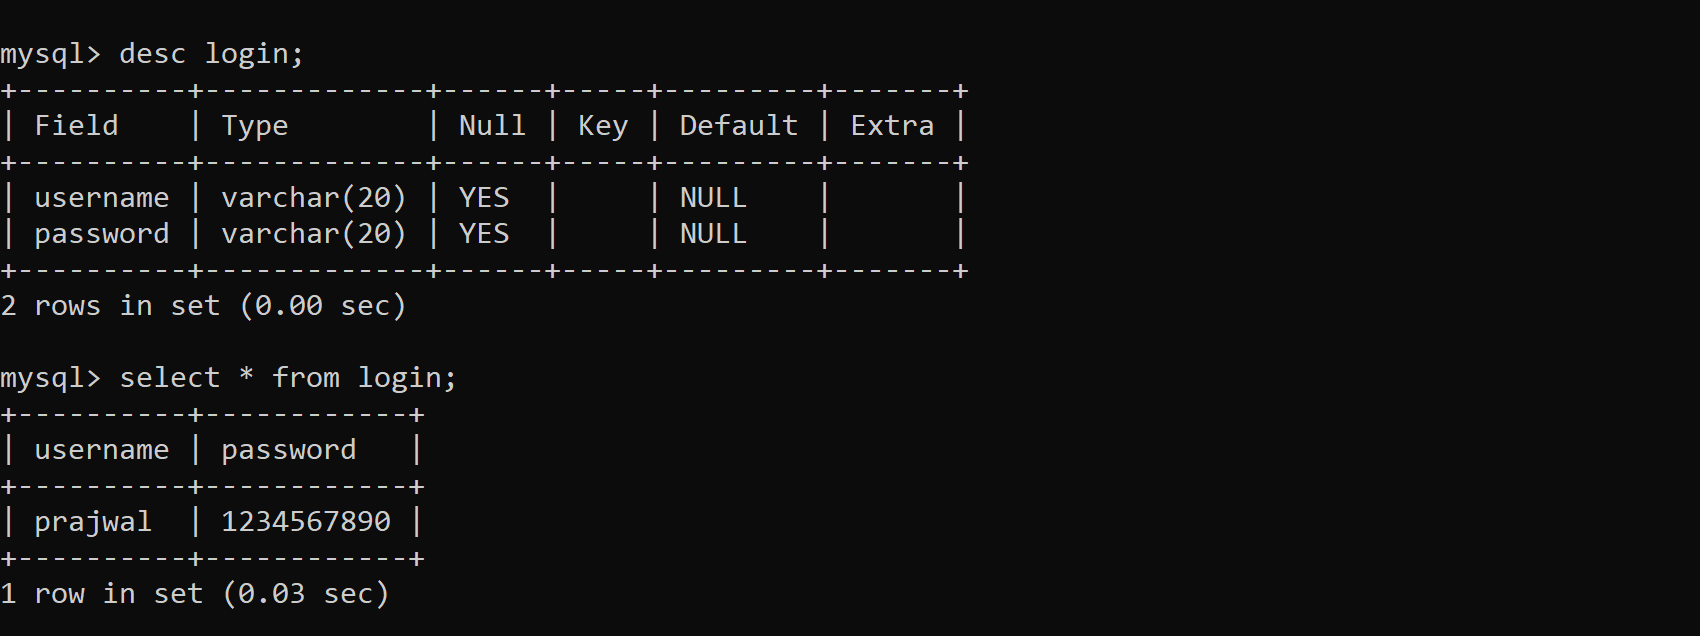 mysql> desc login;
+----------+-------------+------+-----+---------+-------+
| Field    | Type        | Null | Key | Default | Extra |
+----------+-------------+------+-----+---------+-------+
| username | varchar(20) | YES  |     | NULL    |       |
| password | varchar(20) | YES  |     | NULL    |       |
+----------+-------------+------+-----+---------+-------+
2 rows in set (0.00 sec)

mysql> select * from login;
+----------+------------+
| username | password   |
+----------+------------+
| prajwal  | 1234567890 |
+----------+------------+
1 row in set (0.03 sec)